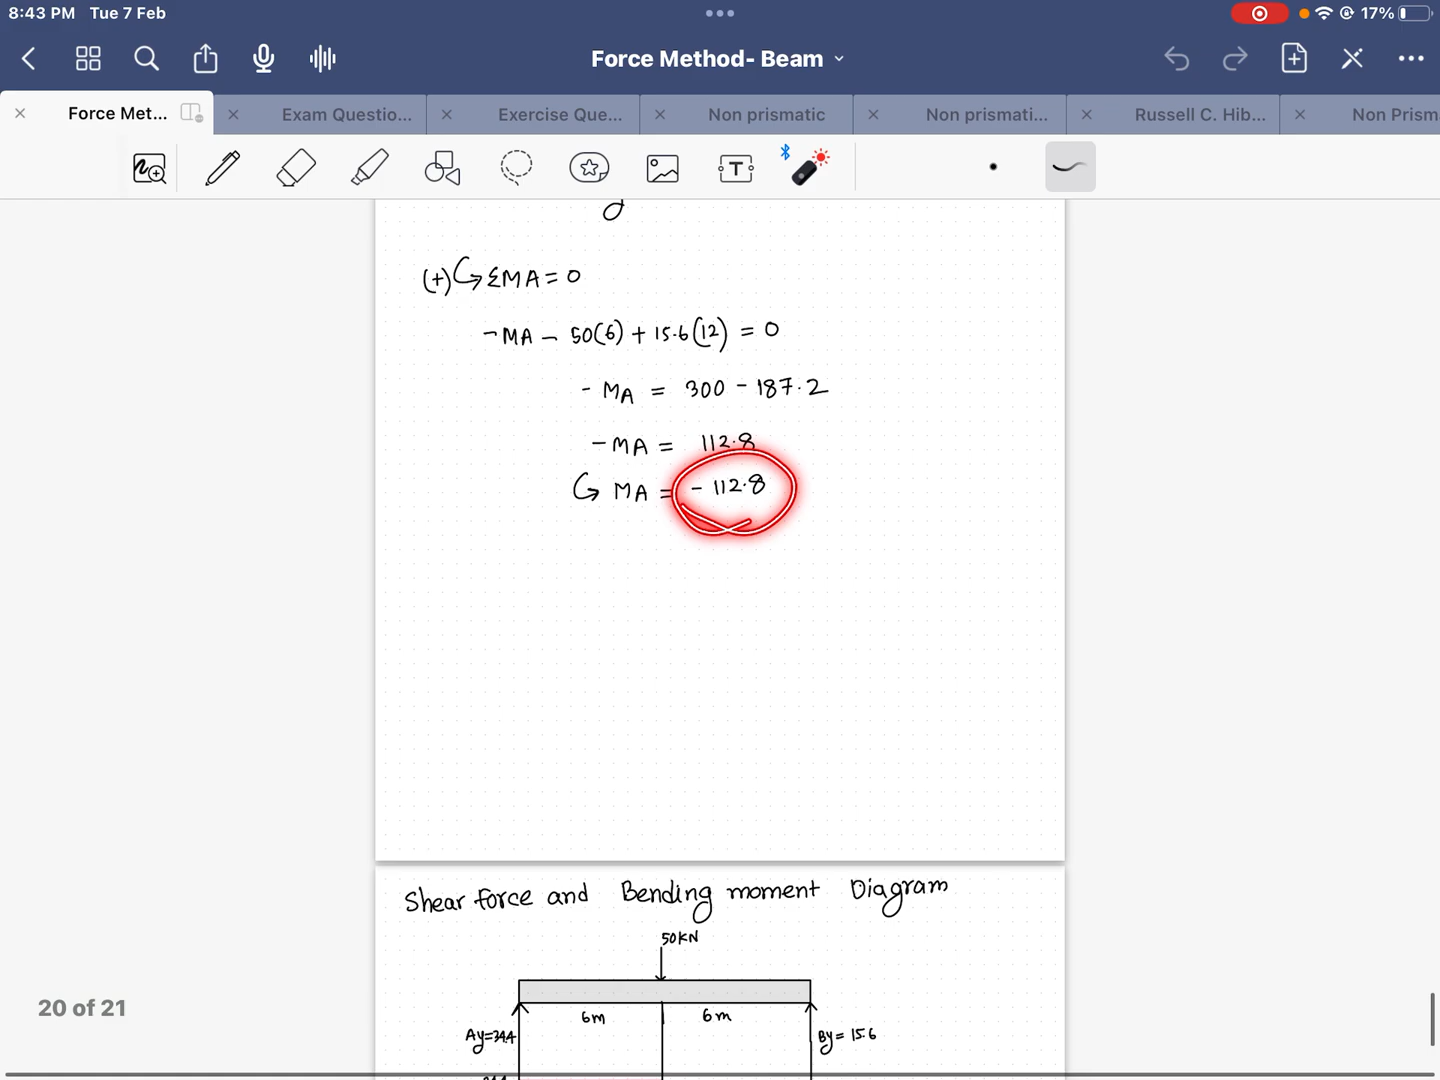 8:43 PM Tue 7 Feb
17%
Force Method- Beam
Force Met...
Exam Questio...
Exercise Que...
Non prismatic
Non prismati...
Russell C. Hib...
Non Prism
T
(+) ΣMA = 0
-MA - 50(6) + 15.6(12) = 0
- MA = 300 - 187.2
-MA = 112.8
MA = - 112.8
Shear force and Bending moment Diagram
50KN
6m 6m
Ay=34.4
By= 15.6
20 of 21